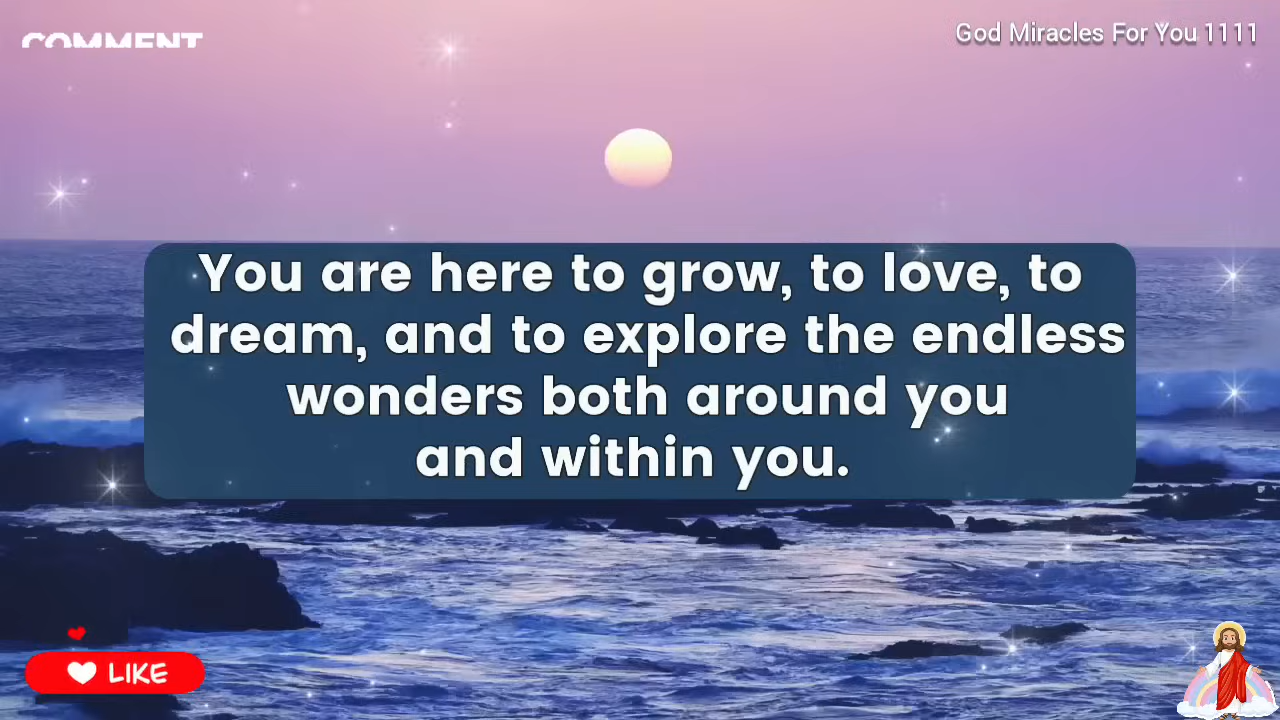 COMMENT
God Miracles For You 1111
You are here to grow, to love, to
dream, and to explore the endless
wonders both around you
and within you.
LIKE